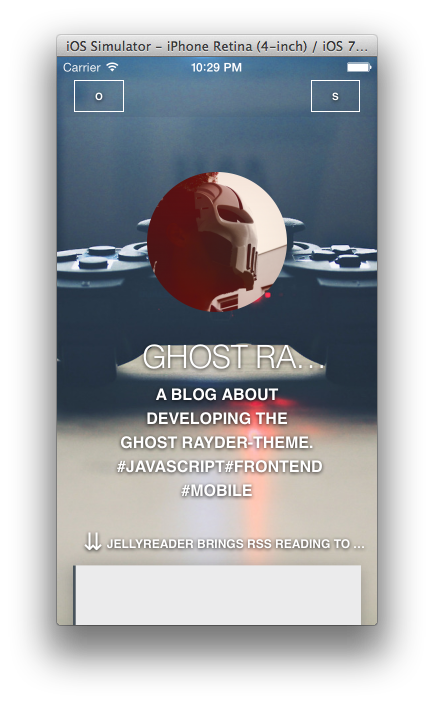 iOS Simulator – iPhone Retina (4-inch) / iOS 7...
Carrier 10:29 PM
O S
GHOST RA...
A BLOG ABOUT
DEVELOPING THE
GHOST RAYDER-THEME.
#JAVASCRIPT#FRONTEND
#MOBILE
⇊ JELLYREADER BRINGS RSS READING TO ...